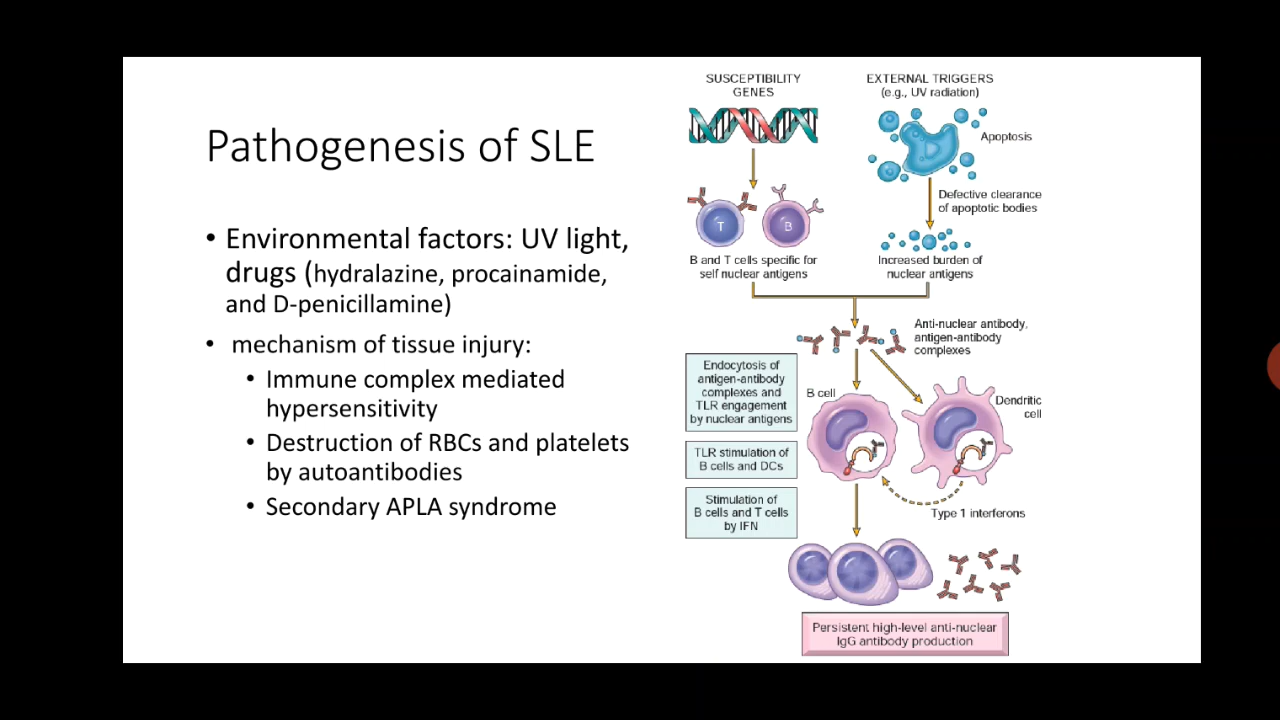 Pathogenesis of SLE
• Environmental factors: UV light,
drugs (hydralazine, procainamide,
and D-penicillamine)
• mechanism of tissue injury:
• Immune complex mediated
hypersensitivity
• Destruction of RBCs and platelets
by autoantibodies
• Secondary APLA syndrome
SUSCEPTIBILITY
GENES
EXTERNAL TRIGGERS
(e.g., UV radiation)
Apoptosis
Defective clearance
of apoptotic bodies
T
B
B and T cells specific for
self nuclear antigens
Increased burden of
nuclear antigens
Anti-nuclear antibody,
antigen-antibody
complexes
Endocytosis of
antigen-antibody
complexes and
TLR engagement
by nuclear antigens
B cell
Dendritic
cell
TLR stimulation of
B cells and DCs
Stimulation of
B cells and T cells
by IFN
Type 1 interferons
Persistent high-level anti-nuclear
IgG antibody production